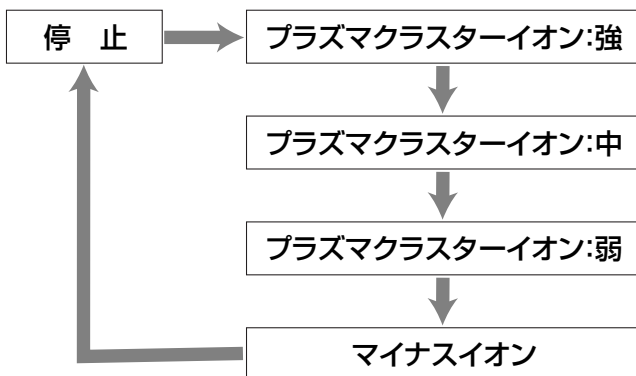 停　止
プラズマクラスターイオン:強
プラズマクラスターイオン:中
プラズマクラスターイオン:弱
マイナスイオン